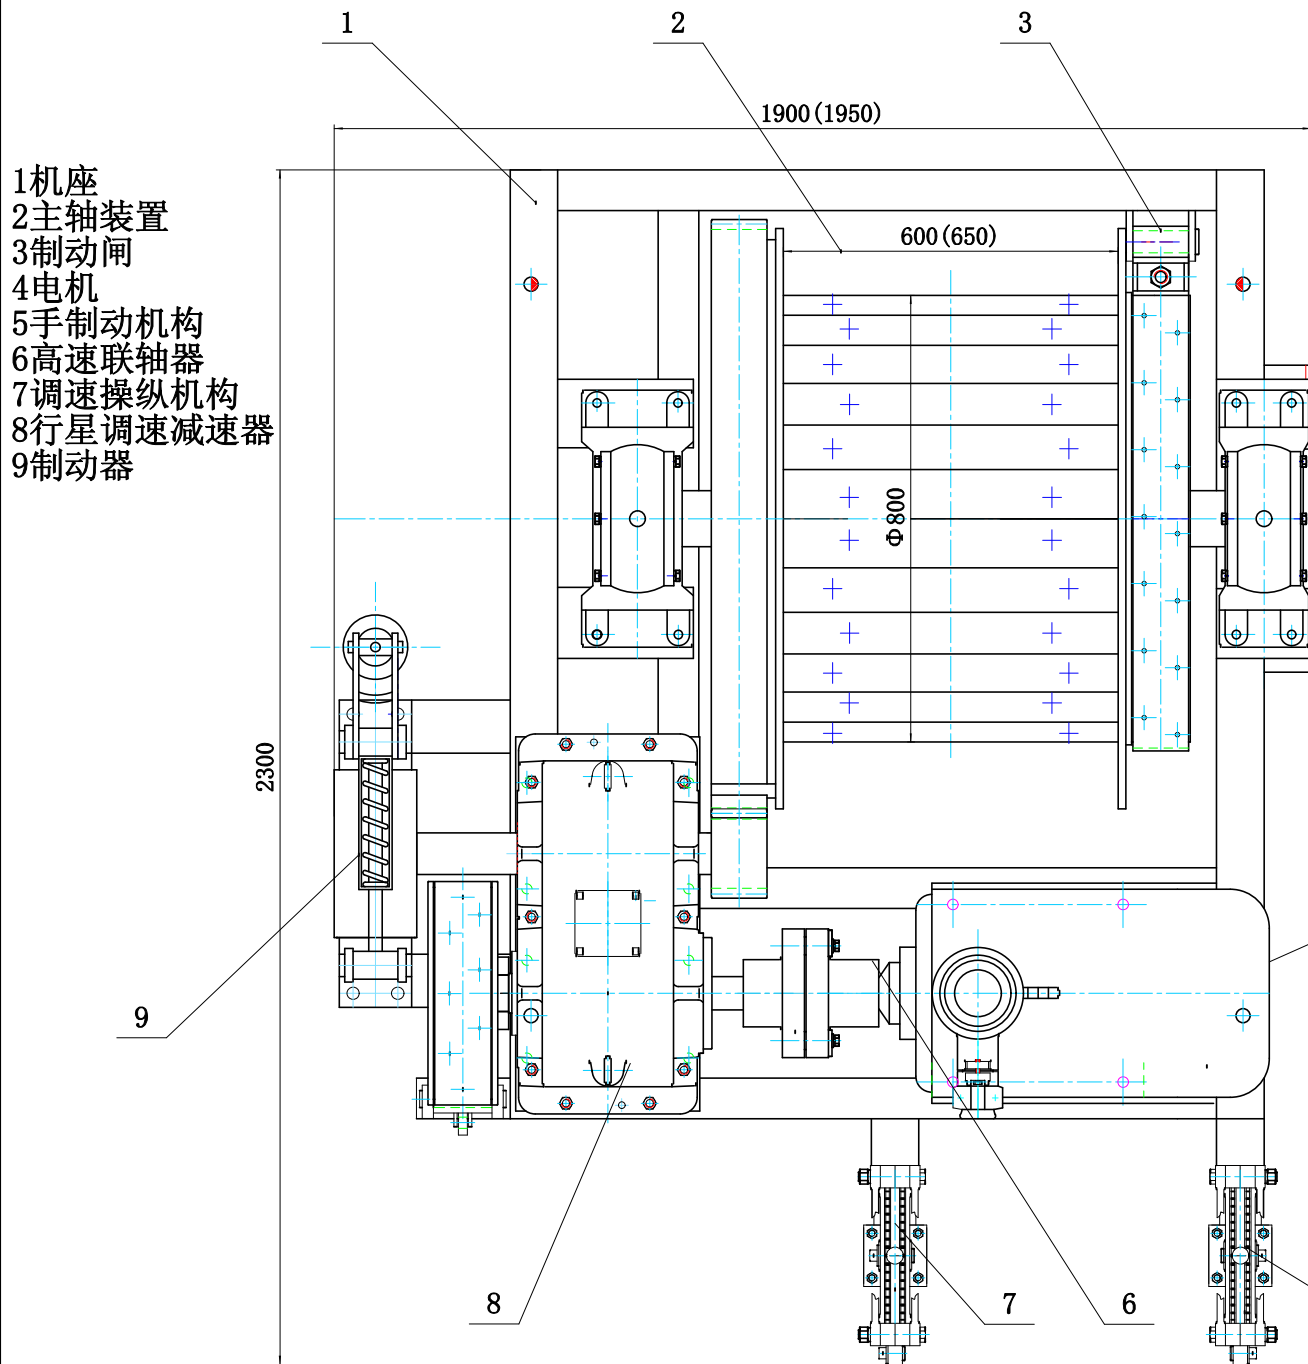 1
2
3
1900(1950)
1机座
2主轴装置
3制动闸
4电机
5手制动机构
6高速联轴器
7调速操纵机构
8行星调速减速器
9制动器
600(650)
Φ800
2300
9
8
7
6